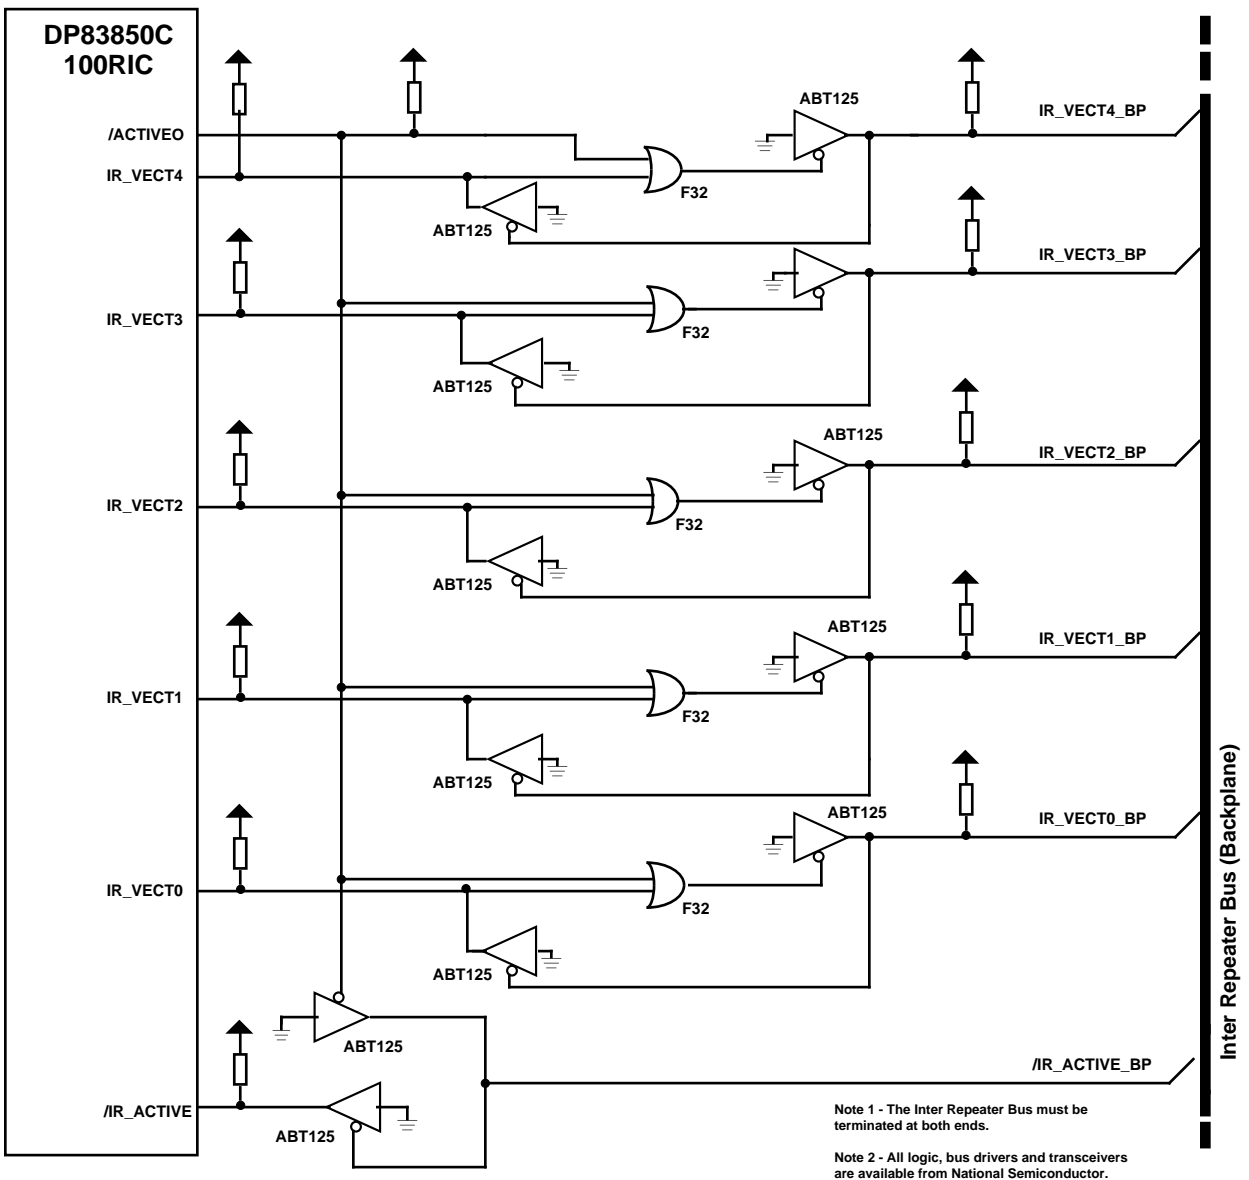 DP83850C
100RIC
ABT125
IR_VECT4_BP
/ACTIVEO
IR_VECT4
F32
ABT125
IR_VECT3_BP
IR_VECT3
F32
ABT125
ABT125
IR_VECT2_BP
IR_VECT2
F32
ABT125
ABT125
IR_VECT1_BP
IR_VECT1
F32
ABT125
ABT125
IR_VECT0_BP
IR_VECT0
F32
ABT125
Inter Repeater Bus (Backplane)
ABT125
/IR_ACTIVE_BP
/IR_ACTIVE
ABT125
Note 1 - The Inter Repeater Bus must be
terminated at both ends.
Note 2 - All logic, bus drivers and transceivers
are available from National Semiconductor.